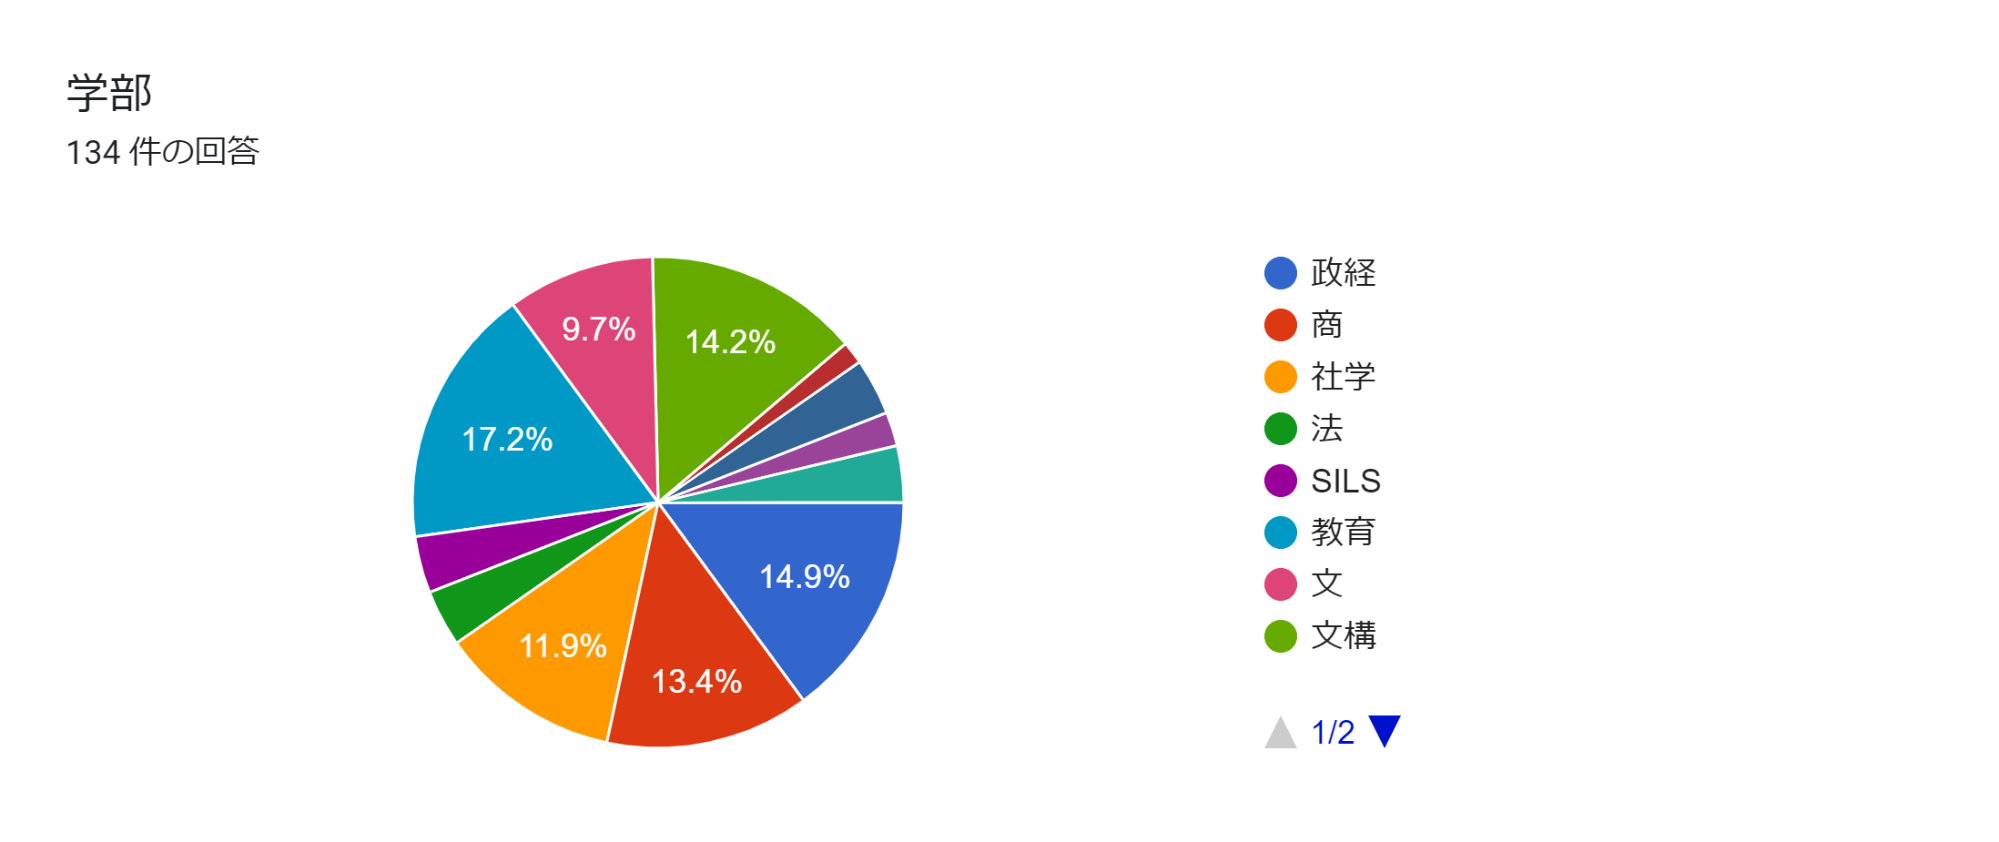 学部
134 件の回答
14.2%
9.7%
17.2%
14.9%
11.9%
13.4%
政経
商
社学
法
SILS
教育
文
文構
1/2